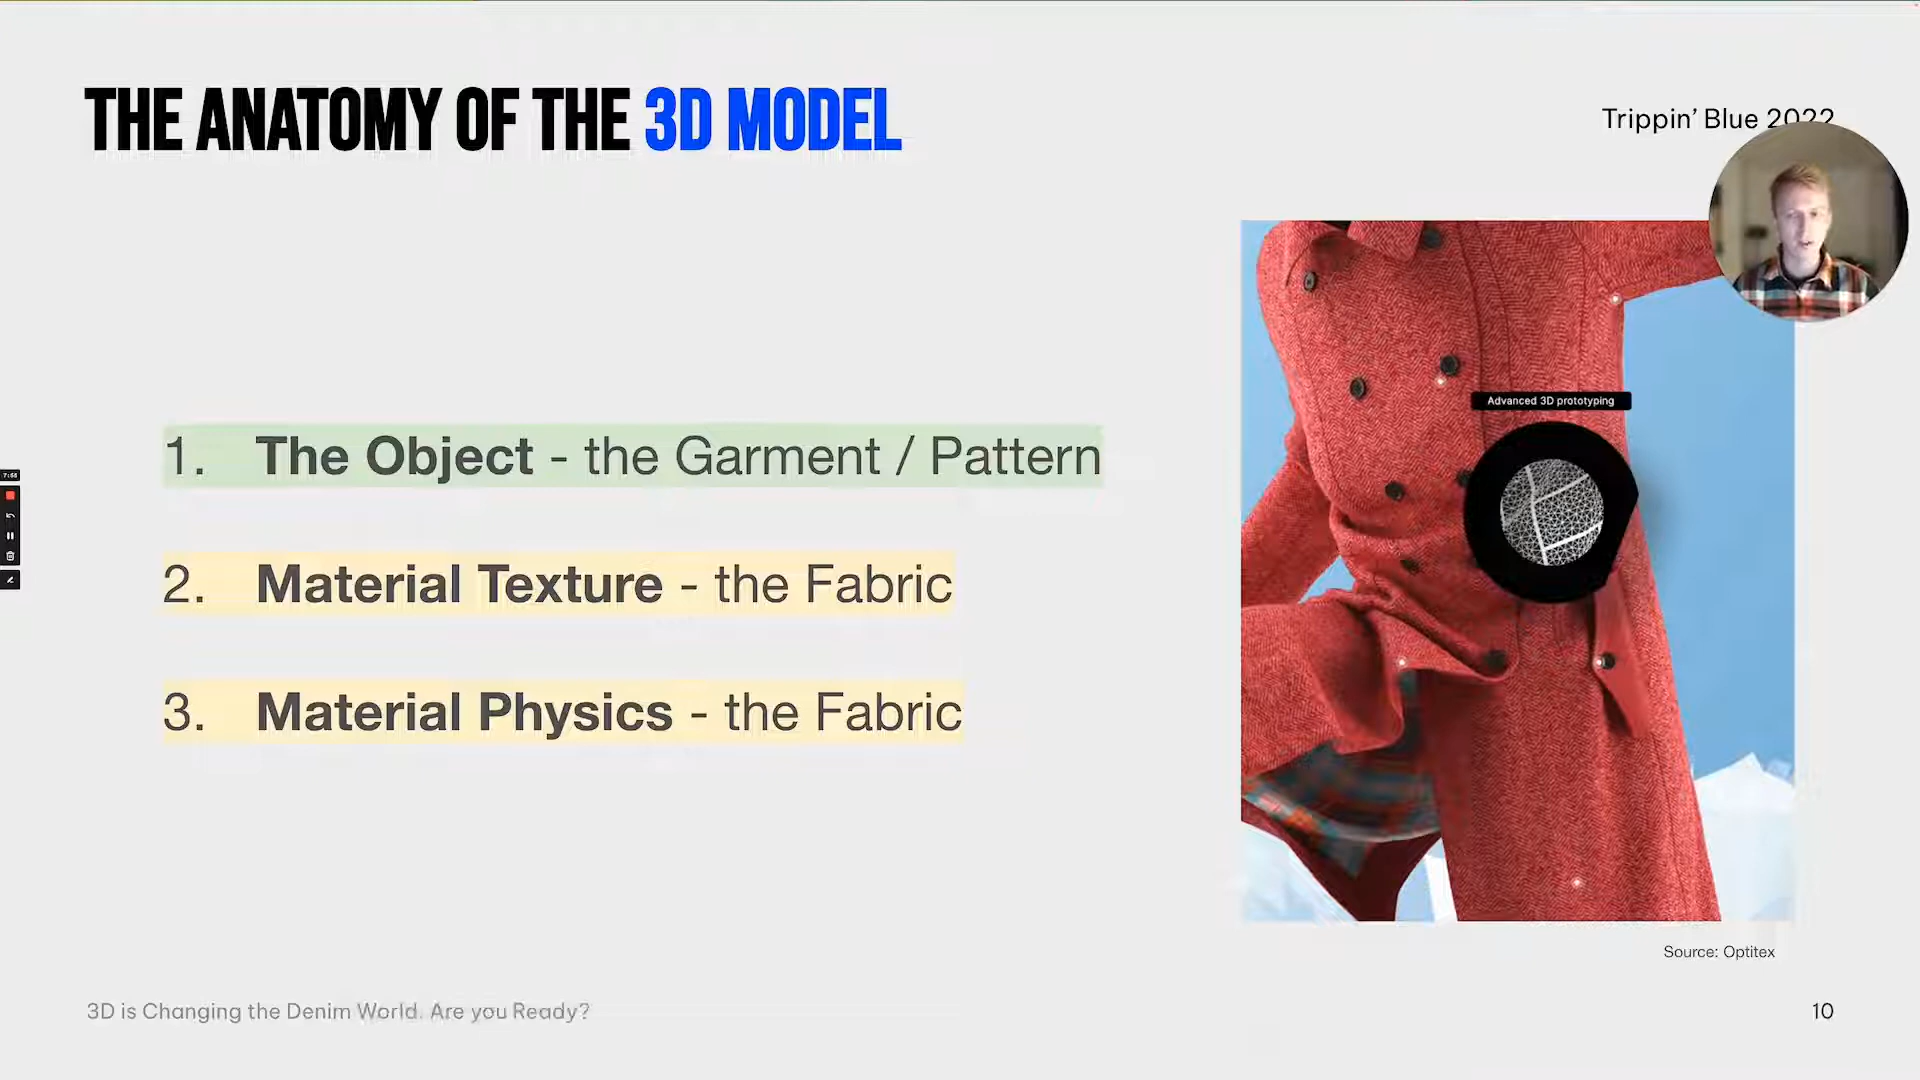 THE ANATOMY OF THE 3D MODEL
Trippin' Blue 2022
Advanced 3D prototyping
1. The Object - the Garment / Pattern
2. Material Texture - the Fabric
3. Material Physics - the Fabric
Source: Optitex
3D is Changing the Denim World. Are you Ready?
10